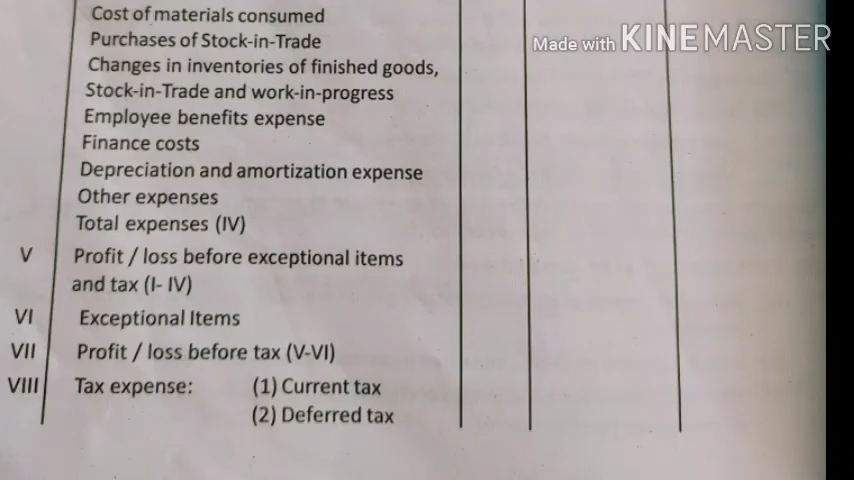 Cost of materials consumed
Made with KINEMASTER
Purchases of Stock-in-Trade
Changes in inventories of finished goods,
Stock-in-Trade and work-in-progress
Employee benefits expense
Finance costs
Depreciation and amortization expense
Other expenses
Total expenses (IV)
V Profit / loss before exceptional items
and tax (I- IV)
VI Exceptional Items
VII Profit / loss before tax (V-VI)
VIII Tax expense: (1) Current tax
(2) Deferred tax